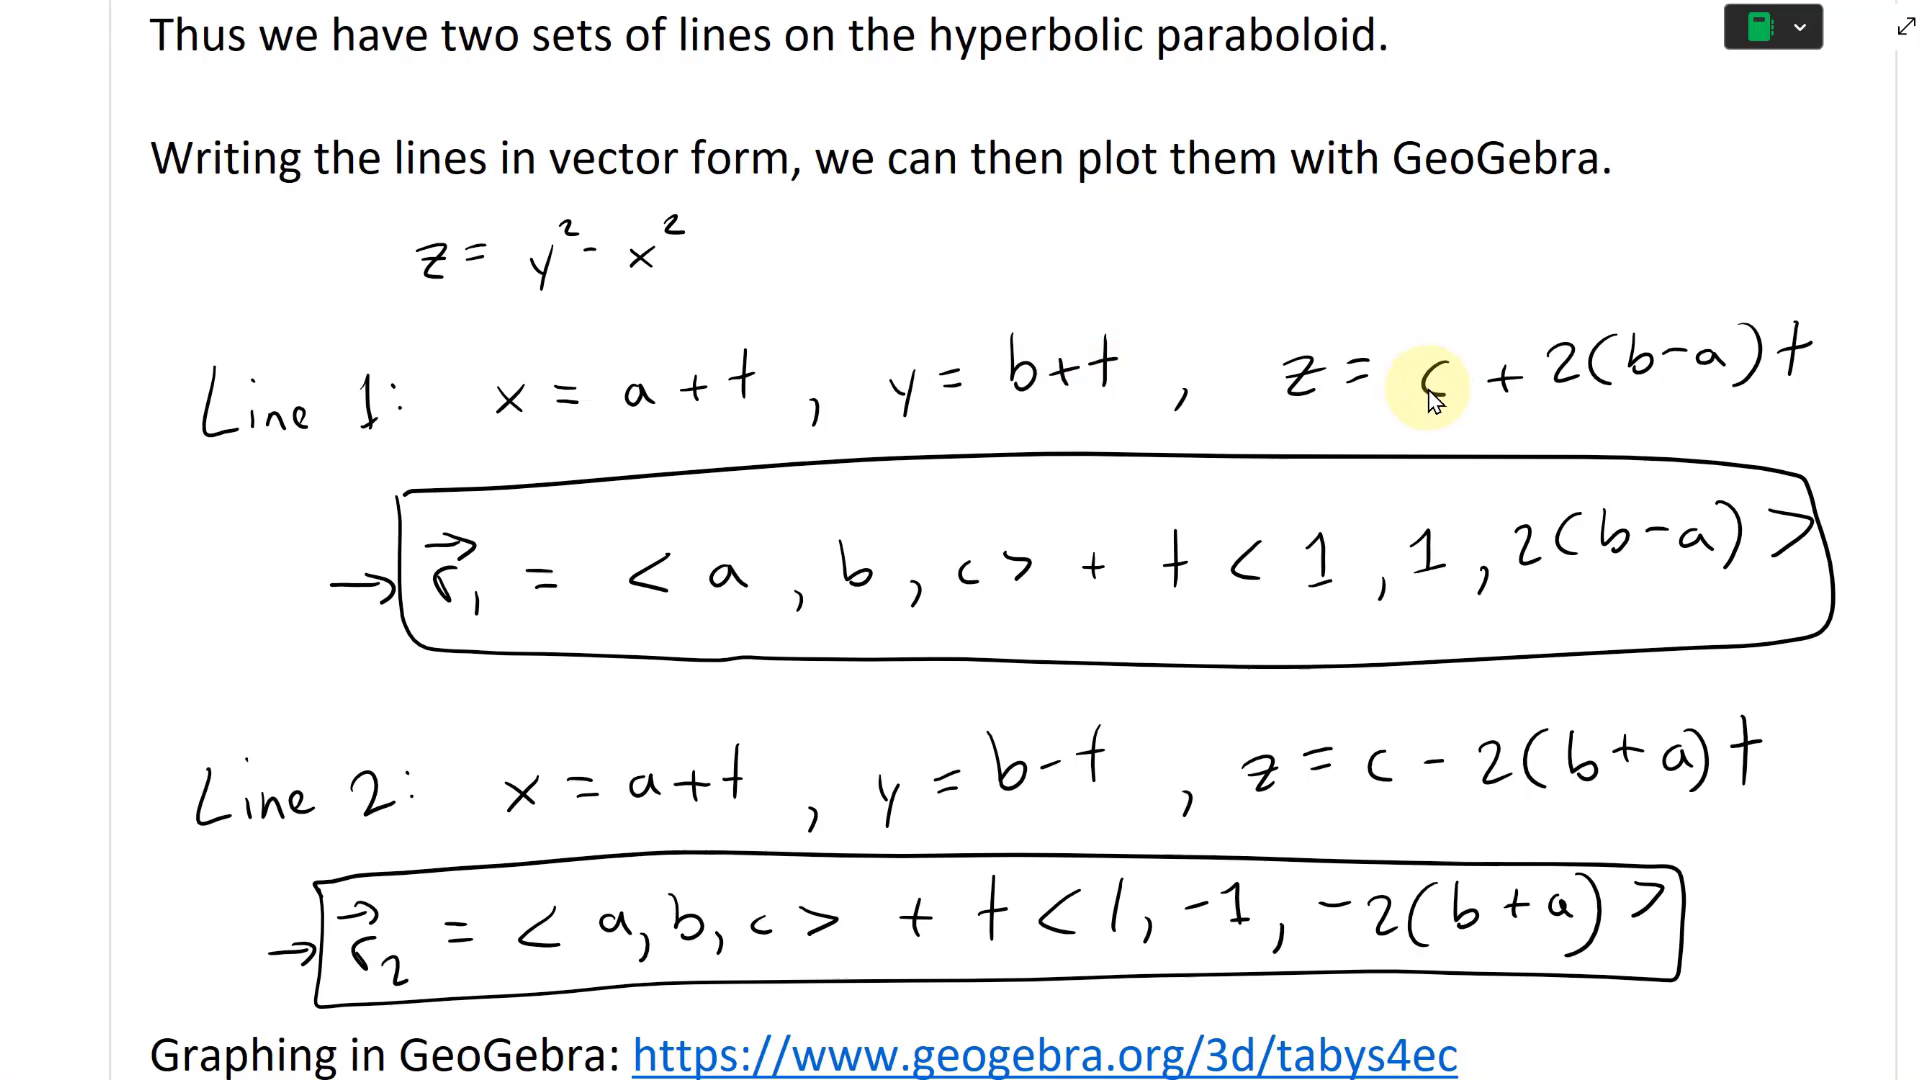 Thus we have two sets of lines on the hyperbolic paraboloid.
Writing the lines in vector form, we can then plot them with GeoGebra.
z = y² - x²
Line 1: x = a + t , y = b + t , z = c + 2(b - a) t
→ r⃗₁ = < a , b , c > + t < 1 , 1 , 2(b - a) >
Line 2: x = a + t , y = b - t , z = c - 2(b + a) t
→ r⃗₂ = < a, b, c > + t < 1, -1, -2(b + a) >
Graphing in GeoGebra: https://www.geogebra.org/3d/tabys4ec